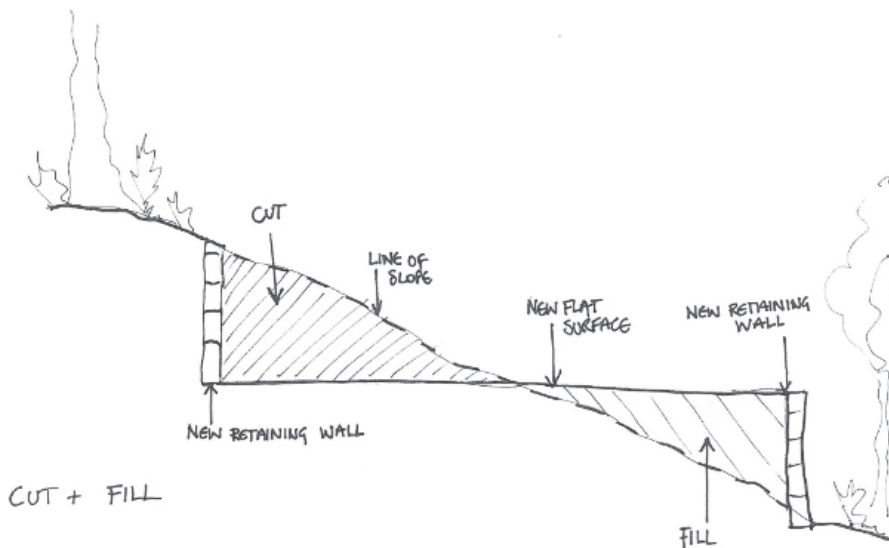 CUT
LINE OF
SLOPE
NEW FLAT
SURFACE
NEW RETAINING
WALL
NEW RETAINING WALL
CUT + FILL
FILL